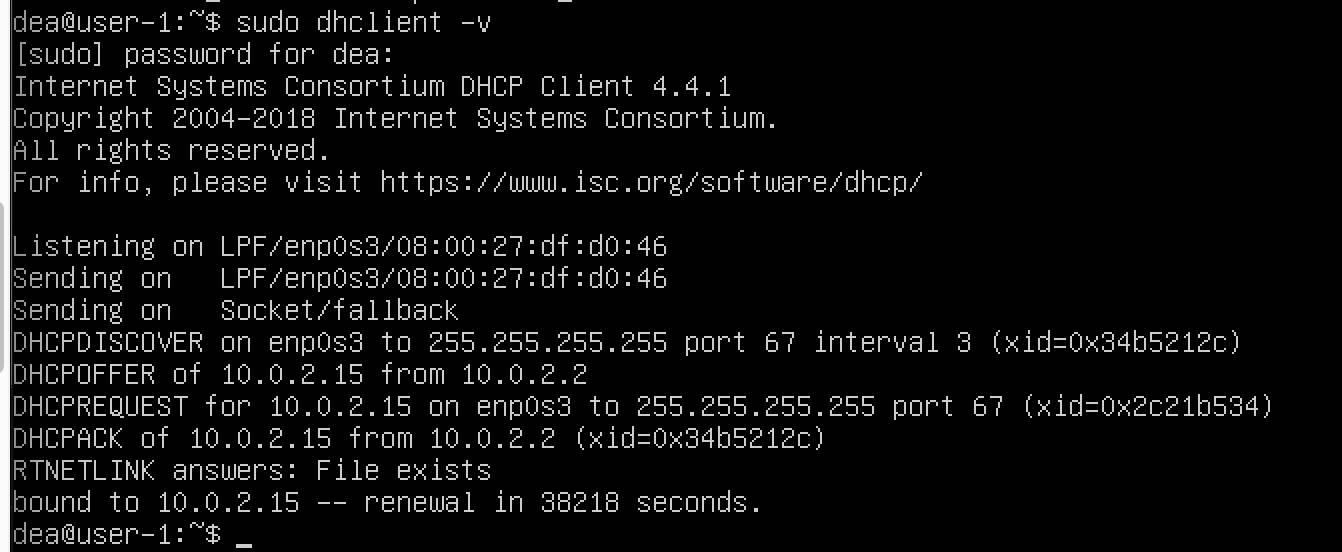 dea@user-1:~$ sudo dhclient -v
[sudo] password for dea:
Internet Systems Consortium DHCP Client 4.4.1
Copyright 2004-2018 Internet Systems Consortium.
All rights reserved.
For info, please visit https://www.isc.org/software/dhcp/
Listening on LPF/enp0s3/08:00:27:df:d0:46
Sending on   LPF/enp0s3/08:00:27:df:d0:46
Sending on   Socket/fallback
DHCPDISCOVER on enp0s3 to 255.255.255.255 port 67 interval 3 (xid=0x34b5212c)
DHCPOFFER of 10.0.2.15 from 10.0.2.2
DHCPREQUEST for 10.0.2.15 on enp0s3 to 255.255.255.255 port 67 (xid=0x2c21b534)
DHCPACK of 10.0.2.15 from 10.0.2.2 (xid=0x34b5212c)
RTNETLINK answers: File exists
bound to 10.0.2.15 -- renewal in 38218 seconds.
dea@user-1:~$ _